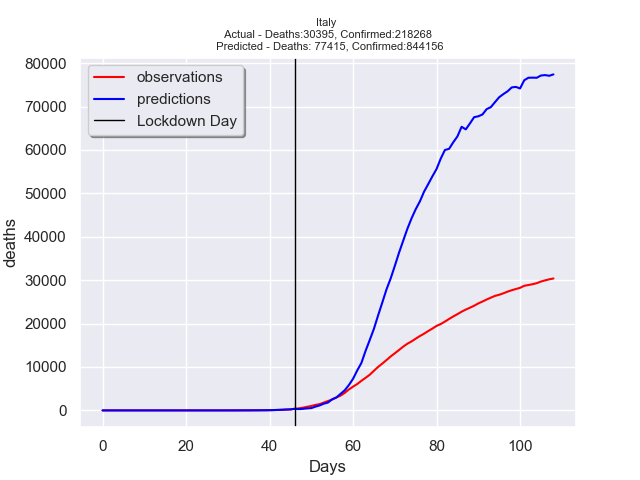 Italy
Actual - Deaths:30395, Confirmed:218268
Predicted - Deaths: 77415, Confirmed:844156
observations
predictions
Lockdown Day
80000
70000
60000
50000
40000
30000
20000
10000
0
deaths
0 20 40 60 80 100
Days